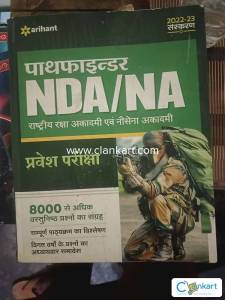 arihant
2022-23
संस्करण
पाथफाइन्डर
NDA/NA
राष्ट्रीय रक्षा अकादमी एवं नौसेना अकादमी
www.clankart.com
प्रवेश परीक्षा
8000 से अधिक
वस्तुनिष्ठ प्रश्नों का संग्रह
सम्पूर्ण पाठ्यक्रम का विश्लेषण
विगत वर्षों के प्रश्नों का
अध्यायवार समावेश
Clankart